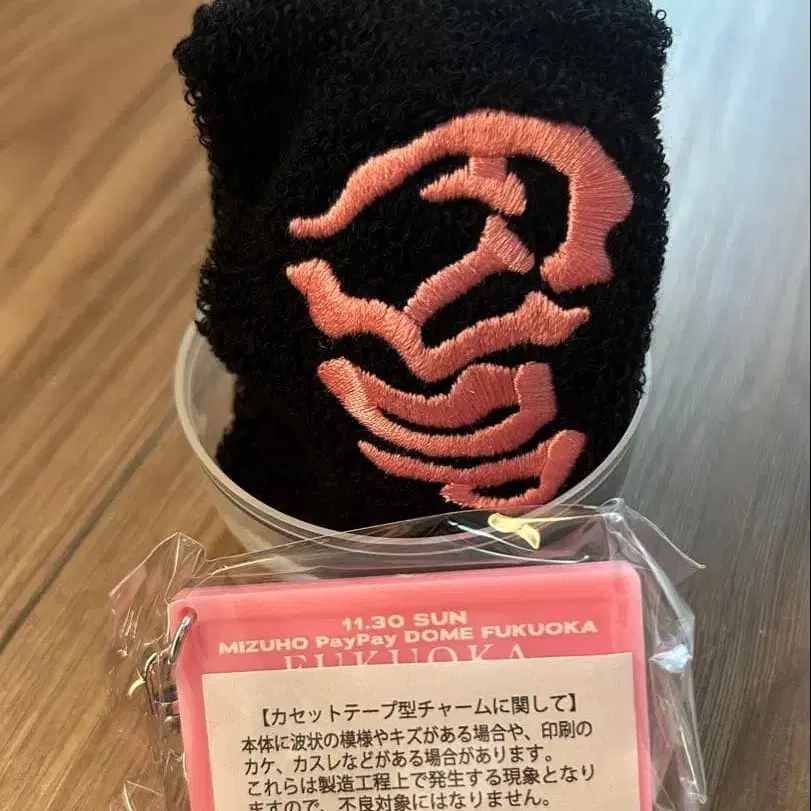 11.30 SUN
MIZUHO PayPay DOME FUKUOKA
FUKUOKA
【カセットテープ型チャームに関して】
本体に波状の模様やキズがある場合や、印刷の
カケ、カスレなどがある場合があります。
これらは製造工程上で発生する現象となり
ますので、不良対象にはなりません。